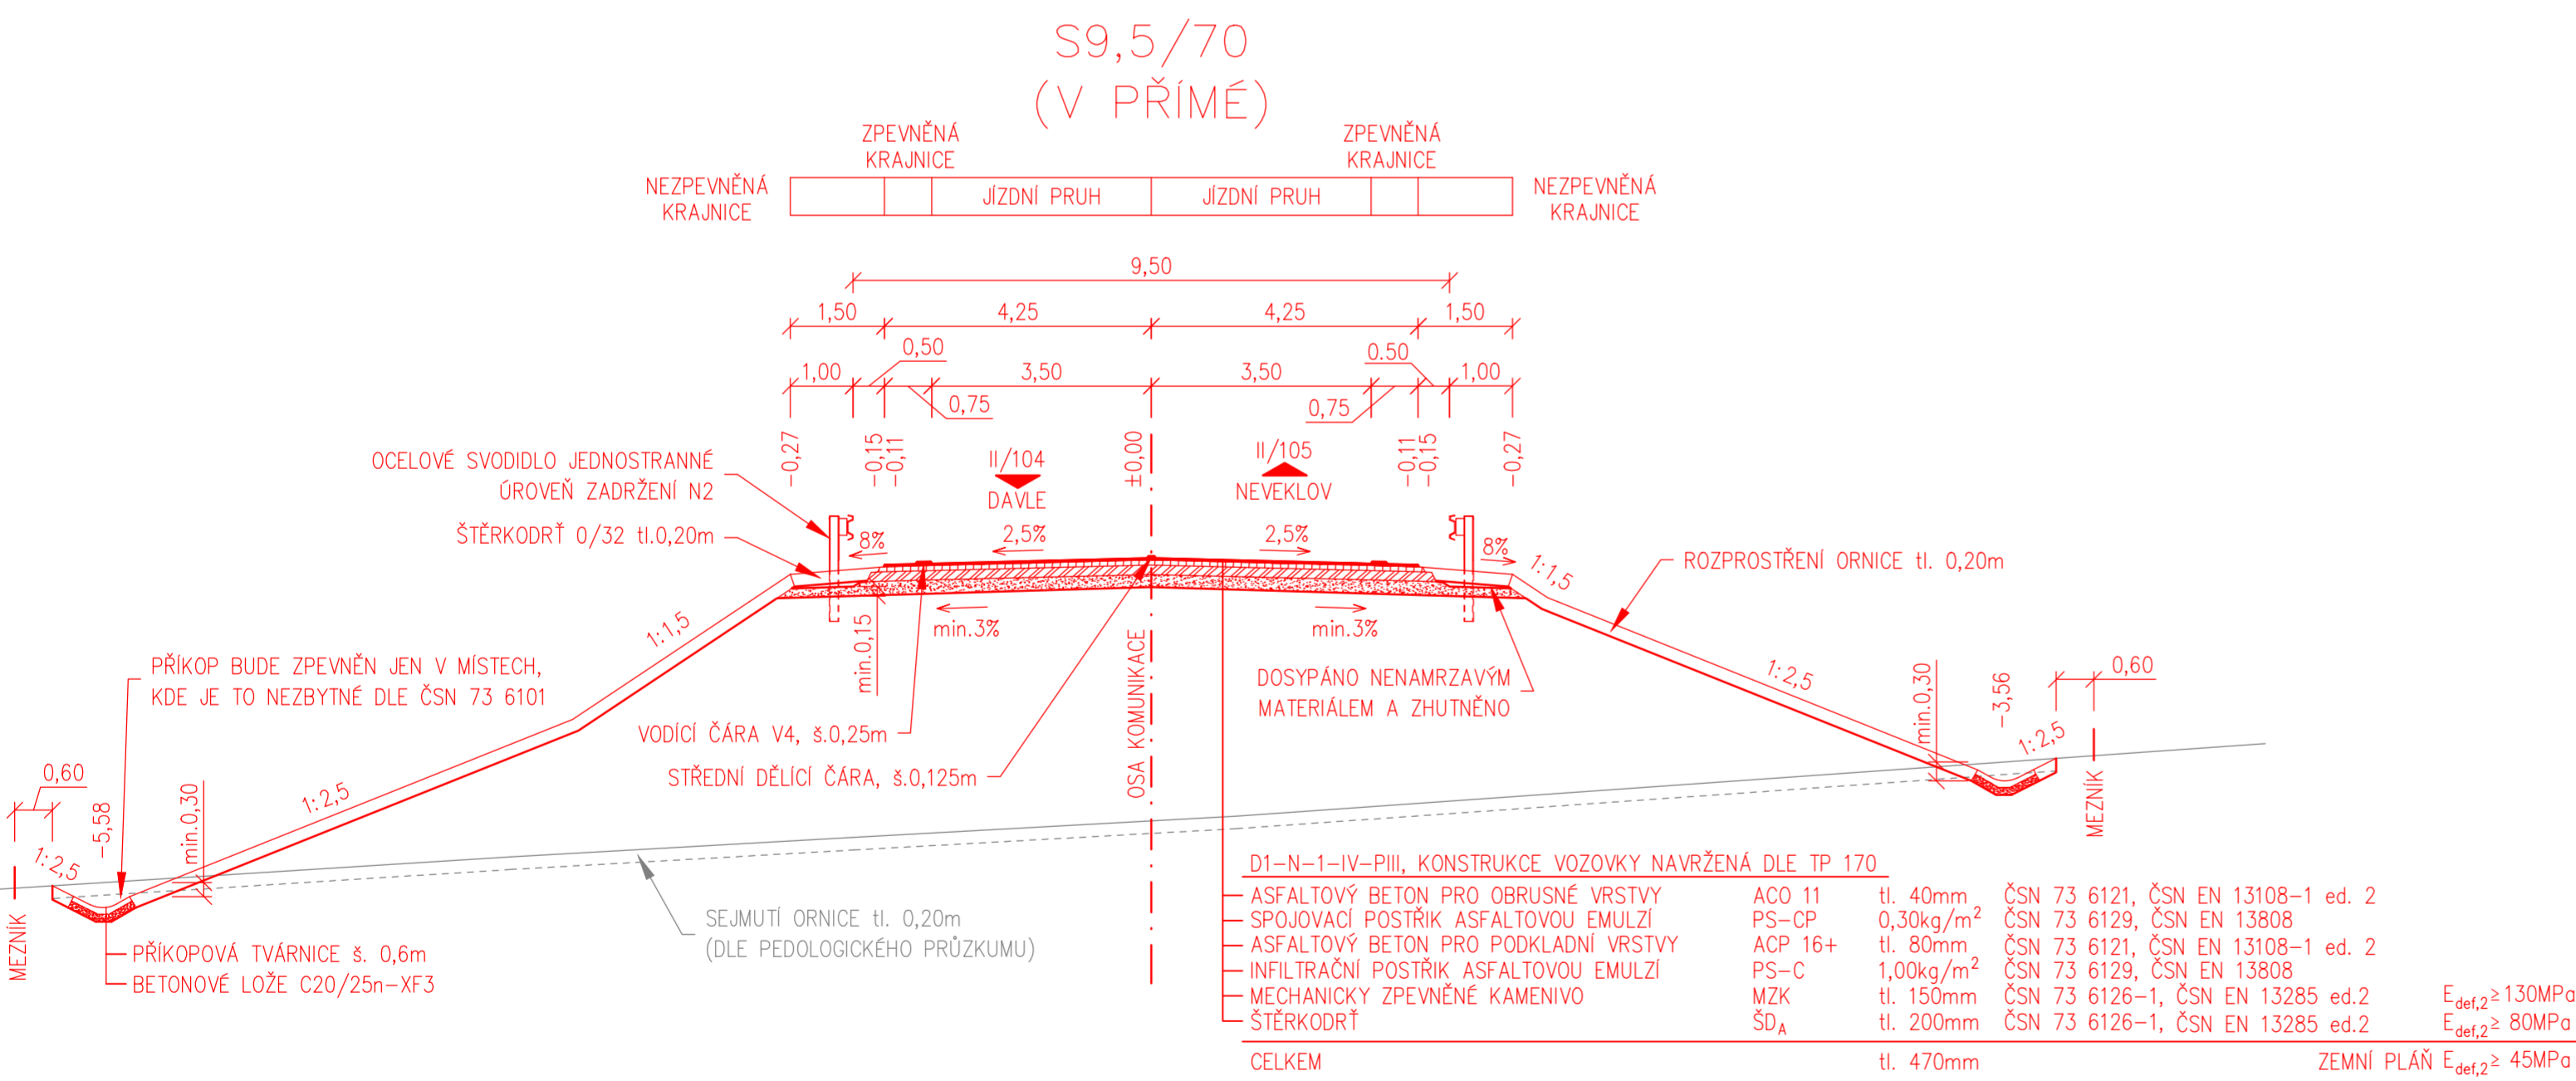 S9,5/70
(V PŘÍMÉ)
ZPEVNĚNÁ
KRAJNICE
ZPEVNĚNÁ
KRAJNICE
NEZPEVNĚNÁ
KRAJNICE
JÍZDNÍ PRUH
JÍZDNÍ PRUH
NEZPEVNĚNÁ
KRAJNICE
9,50
1,50
4,25
4,25
1,50
0,50
0.50
1,00
3,50
3,50
1,00
0,75
0,75
-0,27
-0,15
-0,11
±0,00
-0,11
-0,15
-0,27
II/104
DAVLE
II/105
NEVEKLOV
OCELOVÉ SVODIDLO JEDNOSTRANNÉ
ÚROVEŇ ZADRŽENÍ N2
ŠTĚRKODRŤ 0/32 tl.0,20m
8%
2,5%
2,5%
8%
1:1,5
ROZPROSTŘENÍ ORNICE tl. 0,20m
1:1,5
min.0,15
min.3%
min.3%
OSA KOMUNIKACE
PŘÍKOP BUDE ZPEVNĚN JEN V MÍSTECH,
KDE JE TO NEZBYTNÉ DLE ČSN 73 6101
DOSYPÁNO NENAMRZAVÝM
MATERIÁLEM A ZHUTNĚNO
1:2,5
min.0,30
-3,56
0,60
1:2,5
MEZNÍK
VODÍCÍ ČÁRA V4, š.0,25m
STŘEDNÍ DĚLÍCÍ ČÁRA, š.0,125m
0,60
1:2,5
-5,58
min.0,30
1:2,5
MEZNÍK
SEJMUTÍ ORNICE tl. 0,20m
(DLE PEDOLOGICKÉHO PRŮZKUMU)
PŘÍKOPOVÁ TVÁRNICE š. 0,6m
BETONOVÉ LOŽE C20/25n-XF3
D1-N-1-IV-PIII, KONSTRUKCE VOZOVKY NAVRŽENÁ DLE TP 170
ASFALTOVÝ BETON PRO OBRUSNÉ VRSTVY ACO 11 tl. 40mm ČSN 73 6121, ČSN EN 13108-1 ed. 2
SPOJOVACÍ POSTŘIK ASFALTOVOU EMULZÍ PS-CP 0,30kg/m² ČSN 73 6129, ČSN EN 13808
ASFALTOVÝ BETON PRO PODKLADNÍ VRSTVY ACP 16+ tl. 80mm ČSN 73 6121, ČSN EN 13108-1 ed. 2
INFILTRAČNÍ POSTŘIK ASFALTOVOU EMULZÍ PS-C 1,00kg/m² ČSN 73 6129, ČSN EN 13808
MECHANICKY ZPEVNĚNÉ KAMENIVO MZK tl. 150mm ČSN 73 6126-1, ČSN EN 13285 ed.2 Edef,2≥130MPa
ŠTĚRKODRŤ ŠDA tl. 200mm ČSN 73 6126-1, ČSN EN 13285 ed.2 Edef,2≥ 80MPa
CELKEM tl. 470mm ZEMNÍ PLÁŇ Edef,2≥ 45MPa